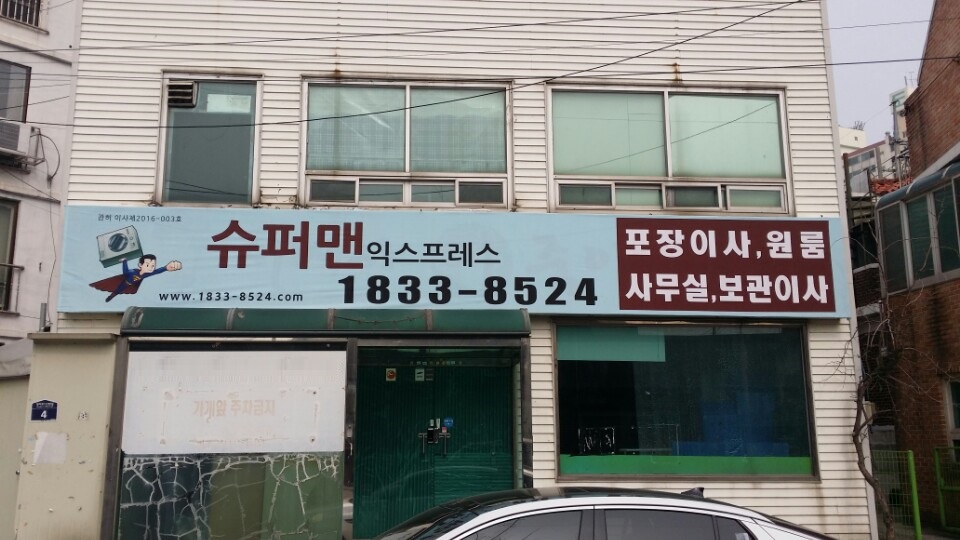 관허 이사제2016-003호
슈퍼맨 익스프레스
www.1833-8524.com
1833-8524
포장이사,원룸
사무실,보관이사
가게앞 주차금지
4